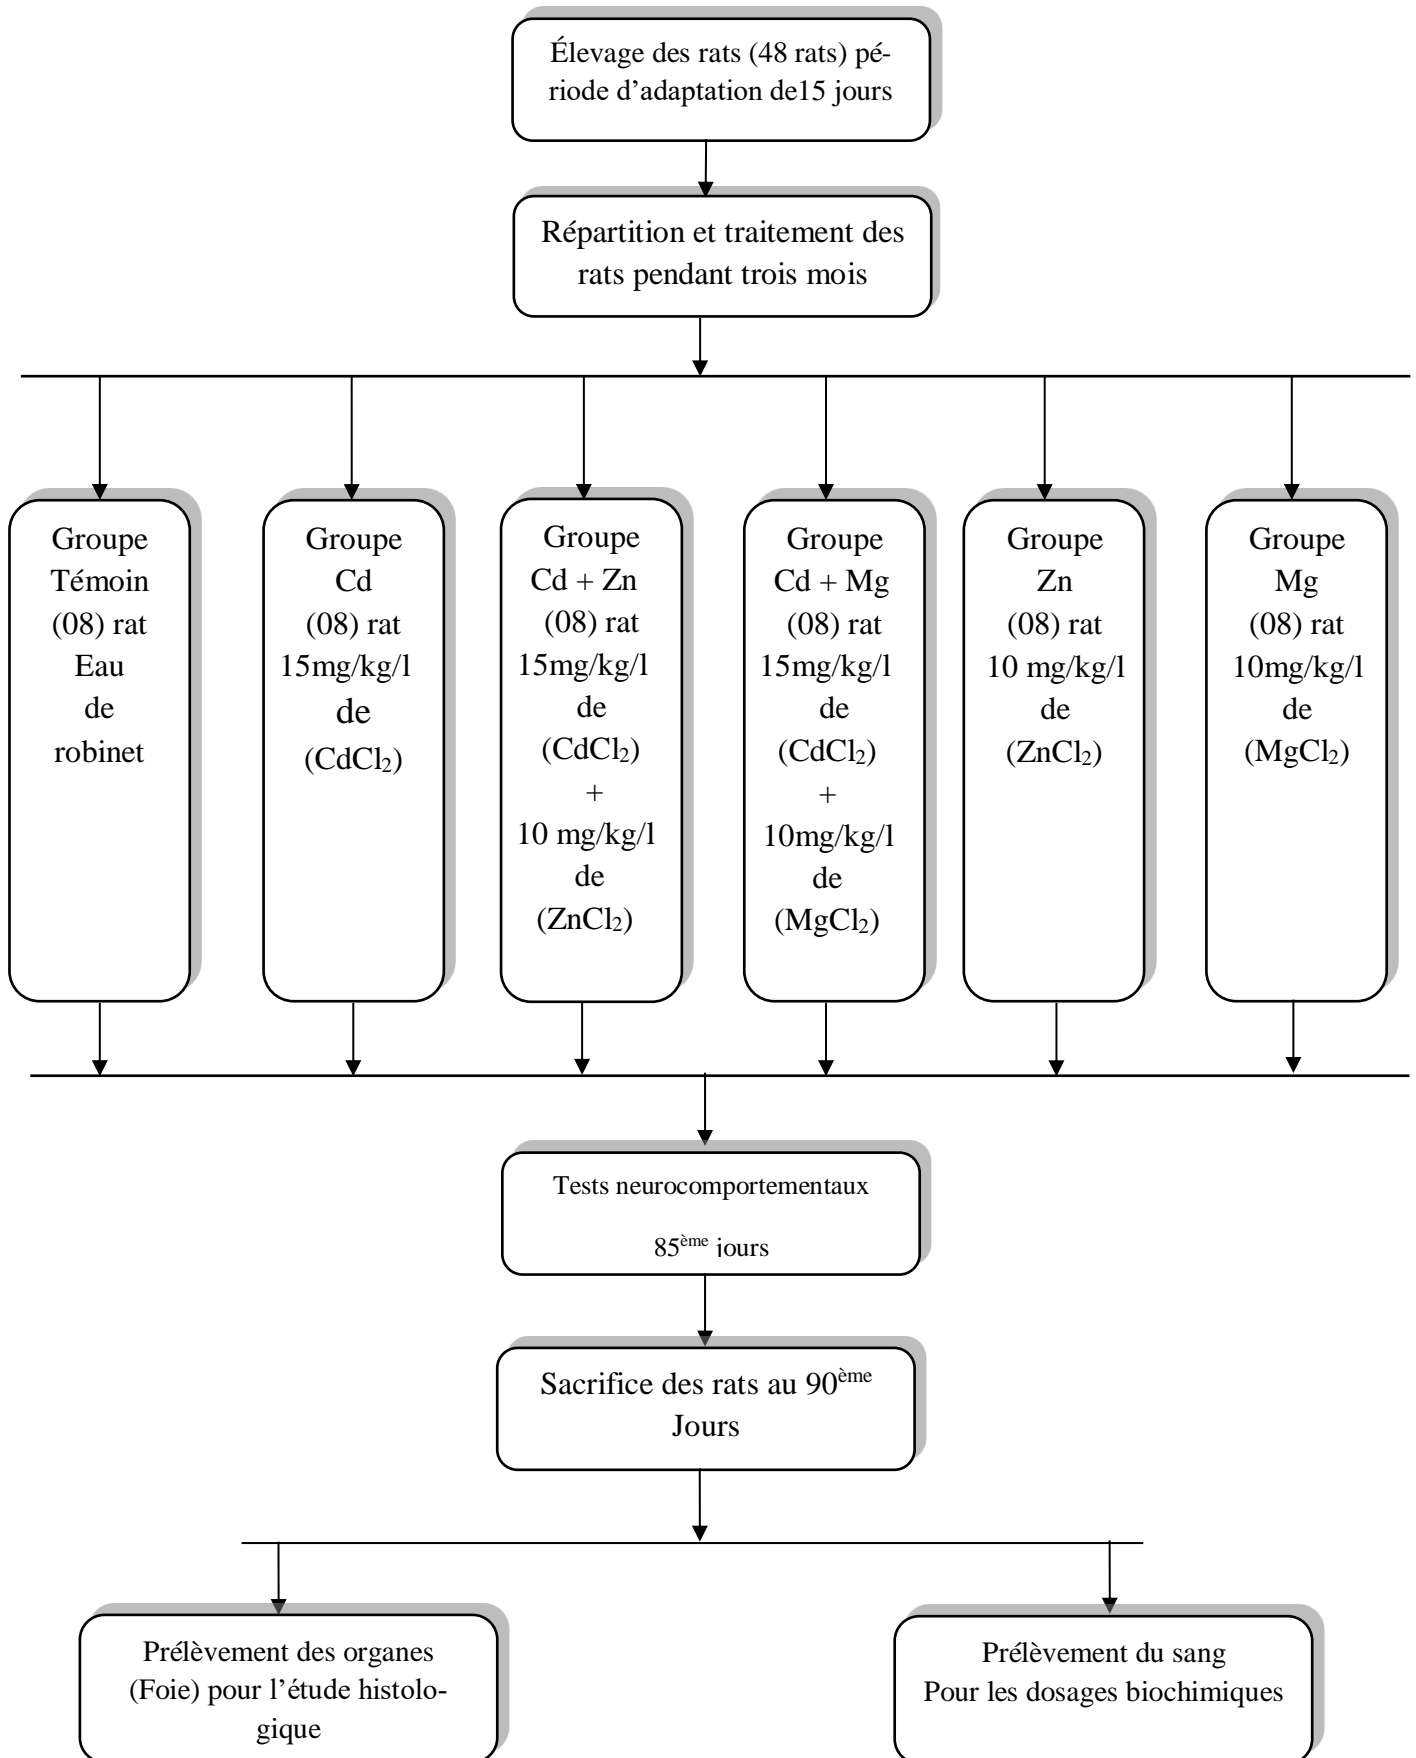 Élevage des rats (48 rats) pé-
riode d’adaptation de15 jours
Répartition et traitement des
rats pendant trois mois
Groupe
Témoin
(08) rat
Eau
de
robinet
Groupe
Cd
(08) rat
15mg/kg/l
de
(CdCl₂)
Groupe
Cd + Zn
(08) rat
15mg/kg/l
de
(CdCl₂)
+
10 mg/kg/l
de
(ZnCl₂)
Groupe
Cd + Mg
(08) rat
15mg/kg/l
de
(CdCl₂)
+
10mg/kg/l
de
(MgCl₂)
Groupe
Zn
(08) rat
10 mg/kg/l
de
(ZnCl₂)
Groupe
Mg
(08) rat
10mg/kg/l
de
(MgCl₂)
Tests neurocomportementaux
85ème jours
Sacrifice des rats au 90ème
Jours
Prélèvement des organes
(Foie) pour l’étude histolo-
gique
Prélèvement du sang
Pour les dosages biochimiques